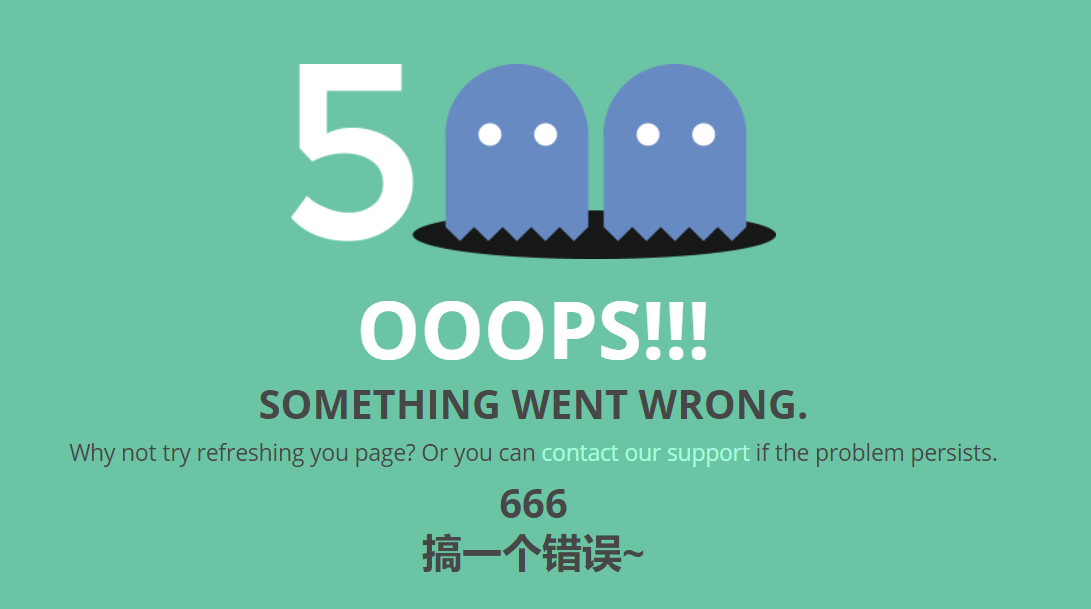 500
OOOPS!!!
SOMETHING WENT WRONG.
Why not try refreshing you page? Or you can contact our support if the problem persists.
666
搞一个错误~